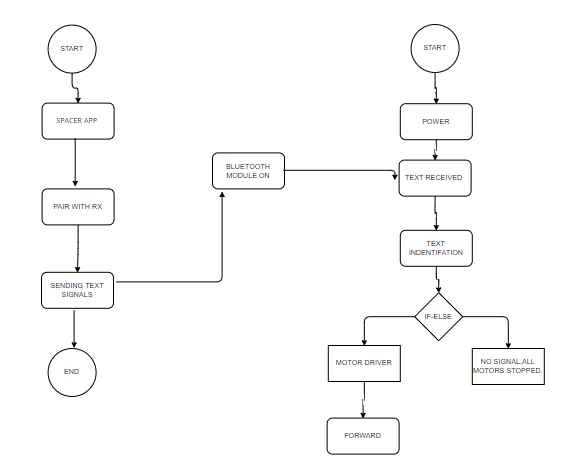 START
SPACER APP
PAIR WITH RX
SENDING TEXT
SIGNALS
END
BLUETOOTH
MODULE ON
START
POWER
TEXT RECEIVED
TEXT
INDENTIFATION
IF-ELSE
MOTOR DRIVER
NO SIGNAL,ALL
MOTORS STOPPED.
FORWARD